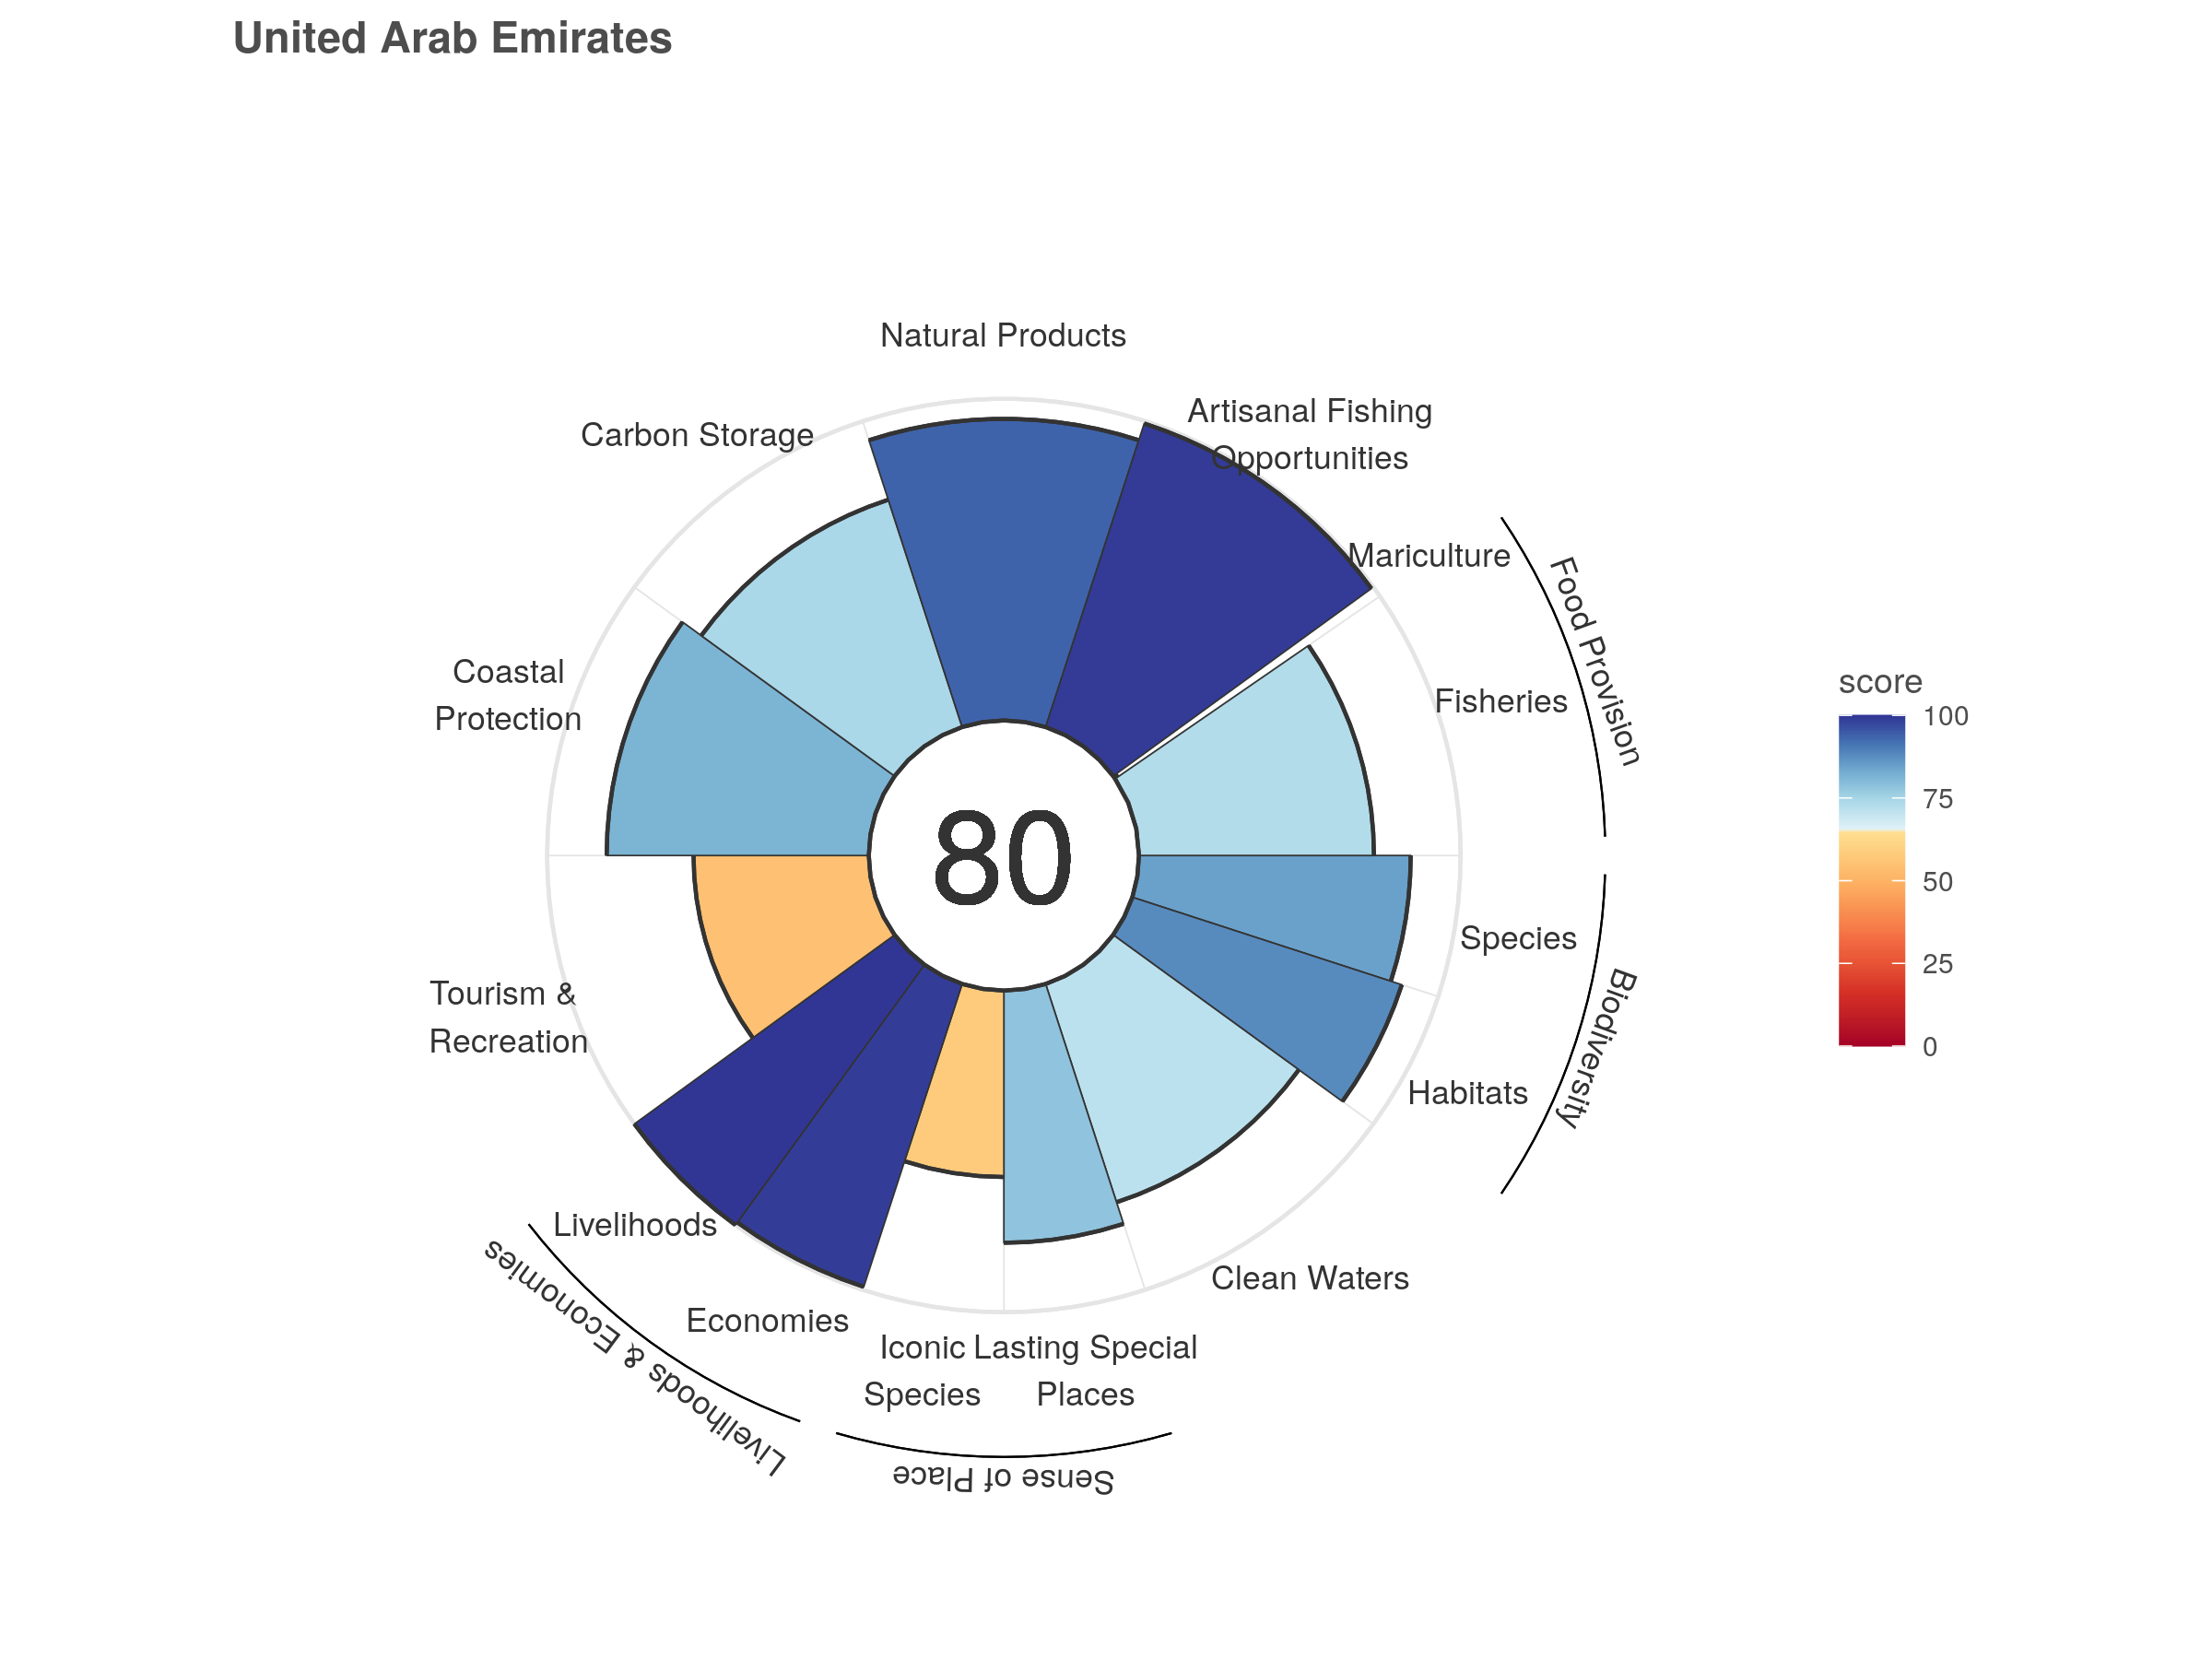 United Arab Emirates
Natural Products
Artisanal Fishing
Opportunities
Carbon Storage
Mariculture
Food Provision
Fisheries
Coastal
Protection
score
100
75
50
25
0
80
Species
Biodiversity
Habitats
Tourism &
Recreation
Livelihoods
Livelihoods & Economies
Economies
Clean Waters
Iconic
Species
Lasting Special
Places
Sense of Place